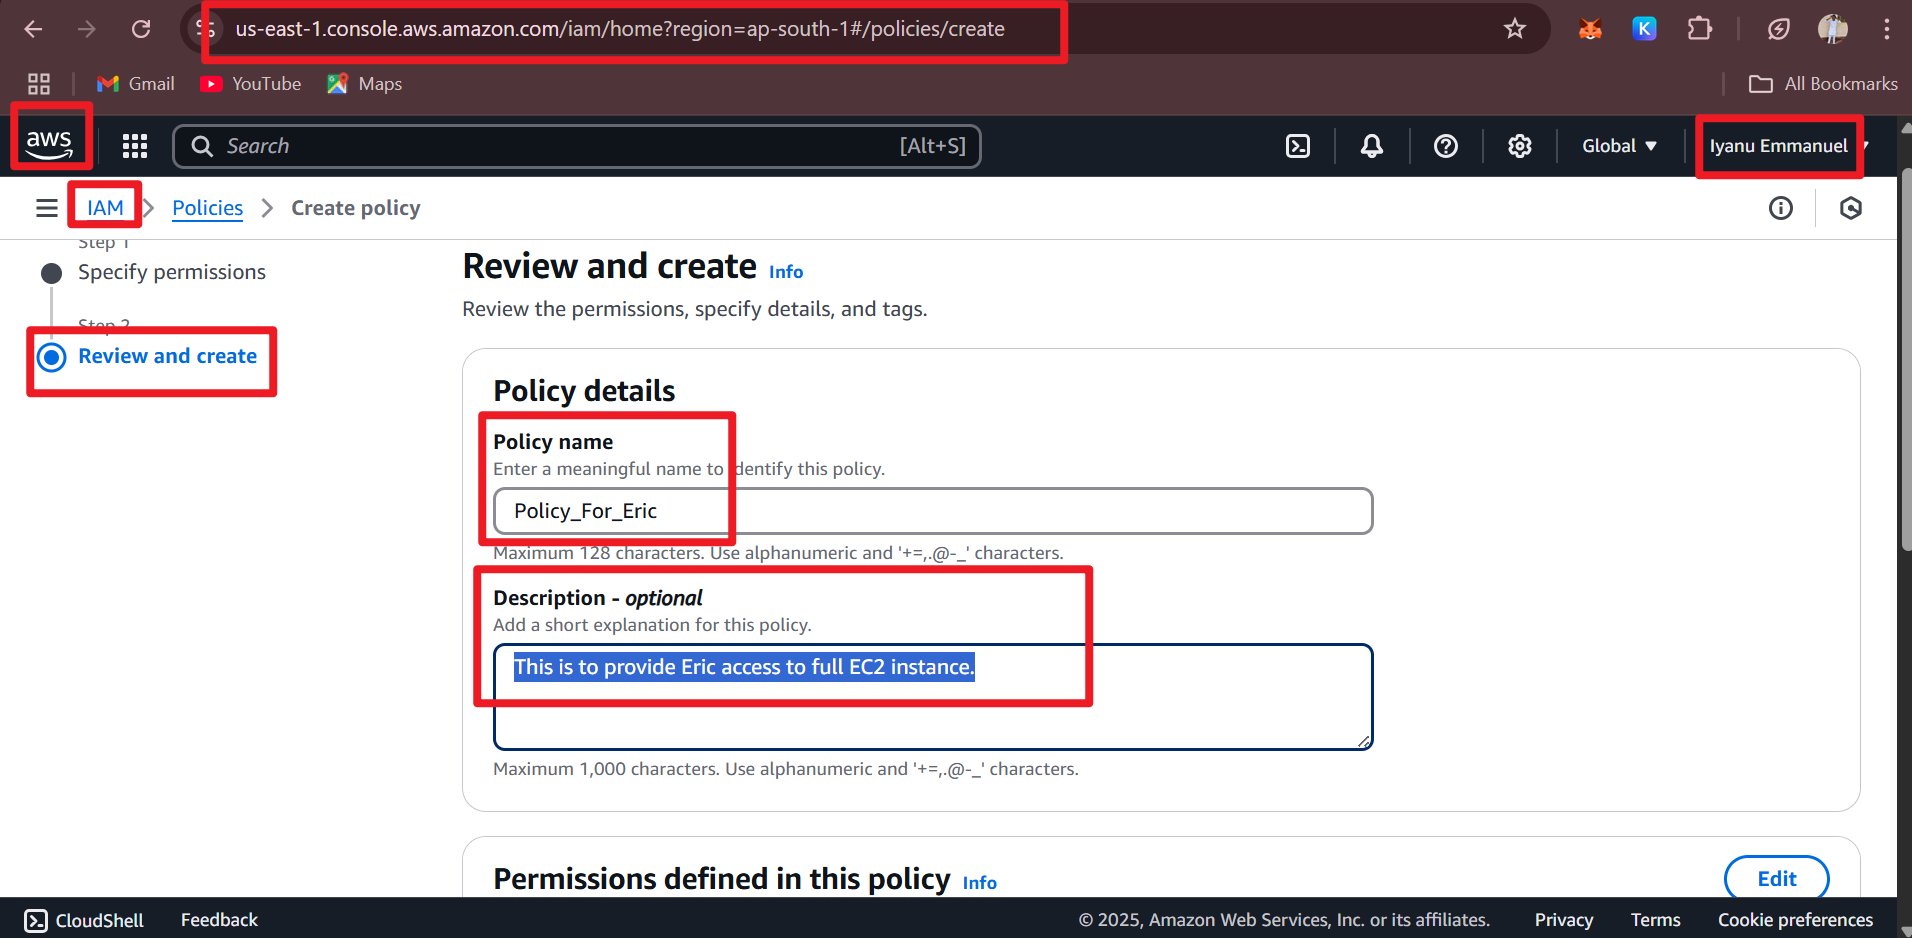 us-east-1.console.aws.amazon.com/iam/home?region=ap-south-1#/policies/create
K
Gmail
YouTube
Maps
All Bookmarks
aws
Search
[Alt+S]
Global
Iyanu Emmanuel
IAM
Policies
Create policy
Step 1
Specify permissions
Step 2
Review and create
Review and create Info
Review the permissions, specify details, and tags.
Policy details
Policy name
Enter a meaningful name to identify this policy.
Policy_For_Eric
Maximum 128 characters. Use alphanumeric and '+=,.@-_' characters.
Description - optional
Add a short explanation for this policy.
This is to provide Eric access to full EC2 instance.
Maximum 1,000 characters. Use alphanumeric and '+=,.@-_' characters.
Permissions defined in this policy Info
Edit
CloudShell
Feedback
© 2025, Amazon Web Services, Inc. or its affiliates.
Privacy
Terms
Cookie preferences